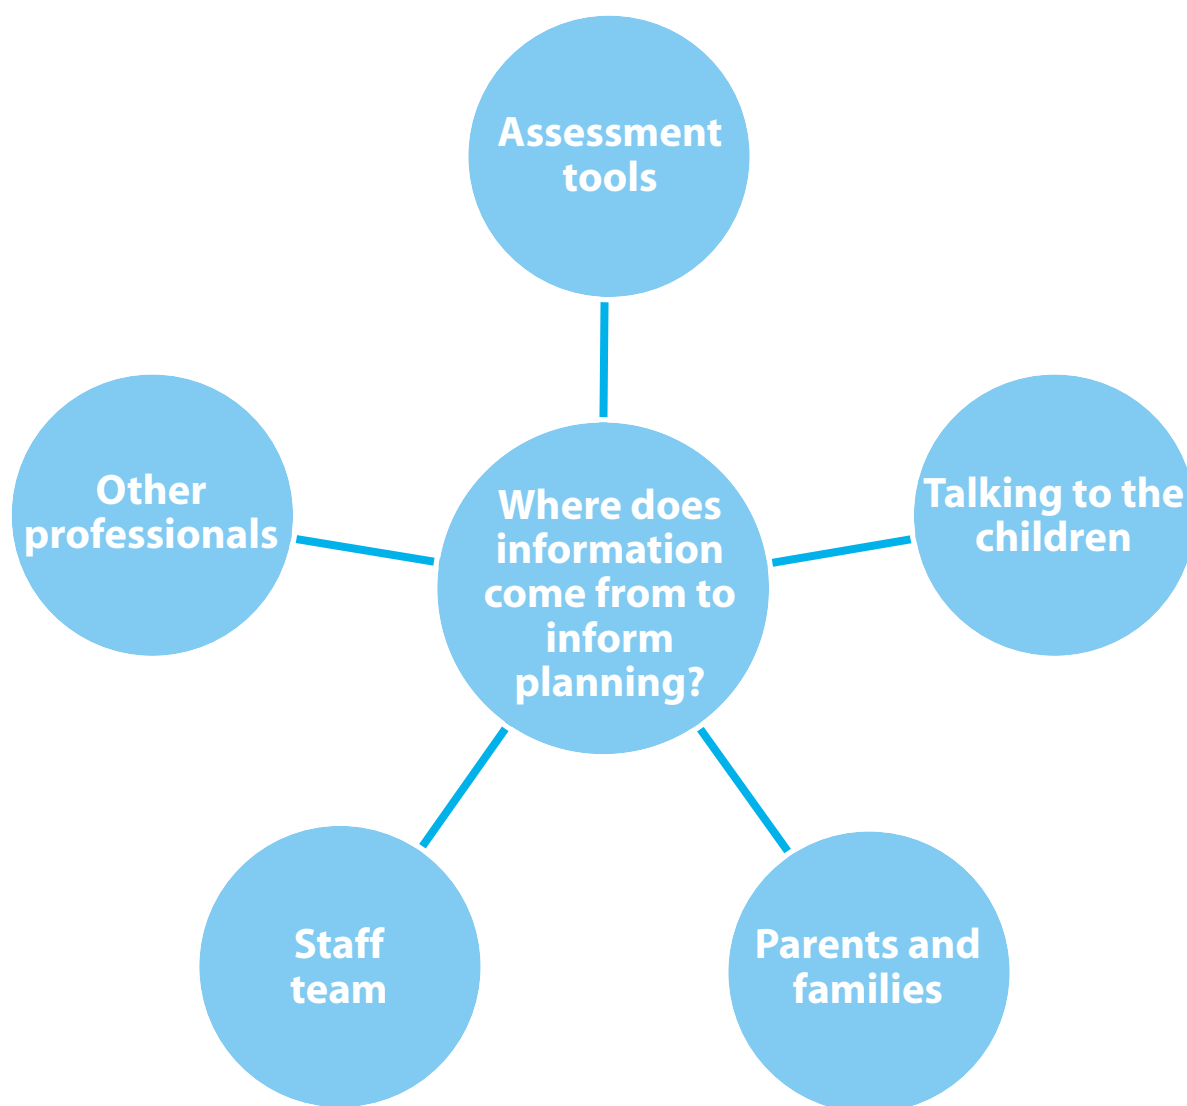 Assessment
tools
Other
professionals
Talking to the
children
Where does
information
come from to
inform
planning?
Staff
team
Parents and
families